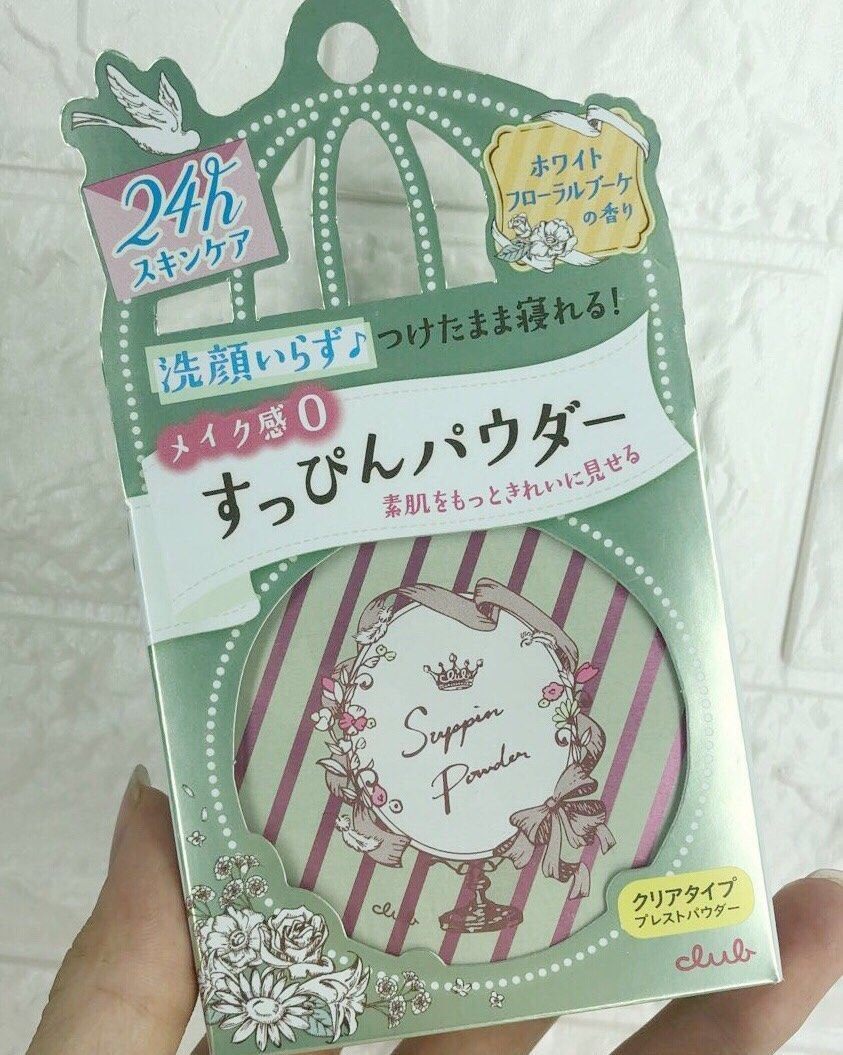 24h
スキンケア
ホワイト
フローラルブーケ
の香り
洗顔いらず♪ つけたまま寝れる!
メイク感0
すっぴんパウダー
素肌をもっときれいに見せる
club
Suppin
Powder
club
クリアタイプ
プレストパウダー
club